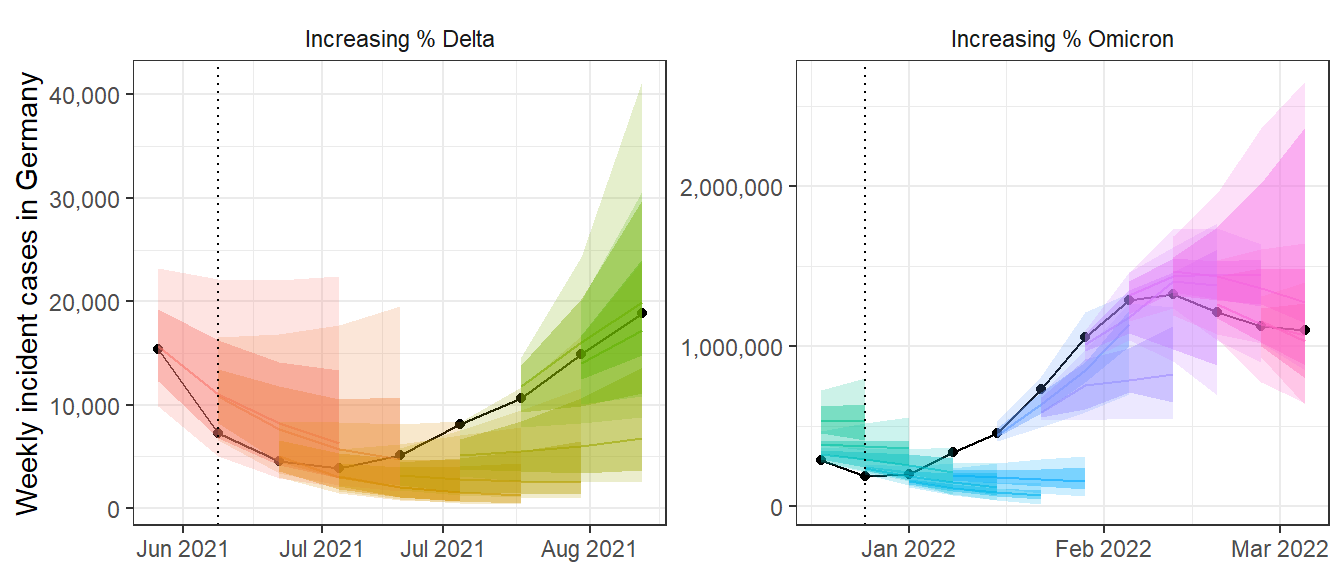 Increasing % Delta
Increasing % Omicron
Weekly incident cases in Germany
40,000
30,000
20,000
10,000
0
2,000,000
1,000,000
0
Jun 2021
Jul 2021
Jul 2021
Aug 2021
Jan 2022
Feb 2022
Mar 2022